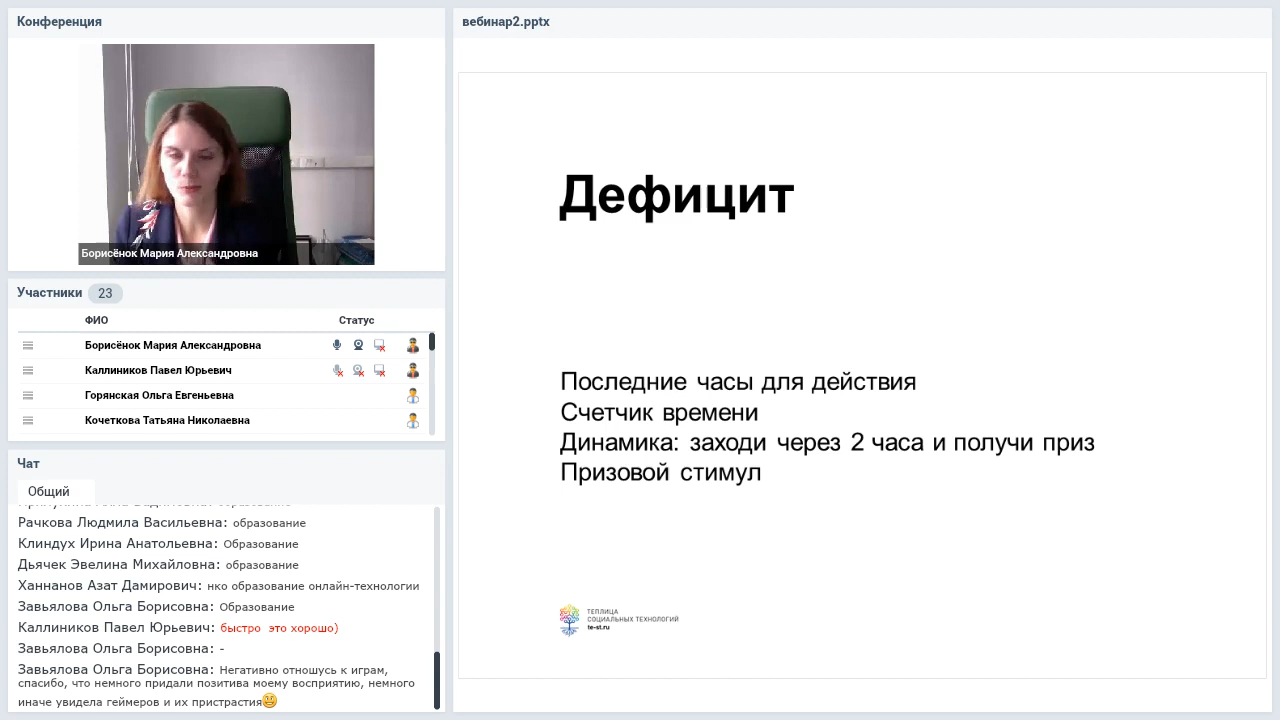 Конференция
Борисёнок Мария Александровна
Участники 23
ФИО Статус
Борисёнок Мария Александровна
Каллиников Павел Юрьевич
Горянская Ольга Евгеньевна
Кочеткова Татьяна Николаевна
Чат
Общий
Рачкова Людмила Васильевна: образование
Клиндух Ирина Анатольевна: Образование
Дьячек Эвелина Михайловна: образование
Ханнанов Азат Дамирович: нко образование онлайн-технологии
Завьялова Ольга Борисовна: Образование
Каллиников Павел Юрьевич: быстро это хорошо)
Завьялова Ольга Борисовна: -
Завьялова Ольга Борисовна: Негативно отношусь к играм,
спасибо, что немного придали позитива моему восприятию, немного
иначе увидела геймеров и их пристрастия
вебинар2.pptx
Дефицит
Последние часы для действия
Счетчик времени
Динамика: заходи через 2 часа и получи приз
Призовой стимул
ТЕПЛИЦА
СОЦИАЛЬНЫХ ТЕХНОЛОГИЙ
te-st.ru